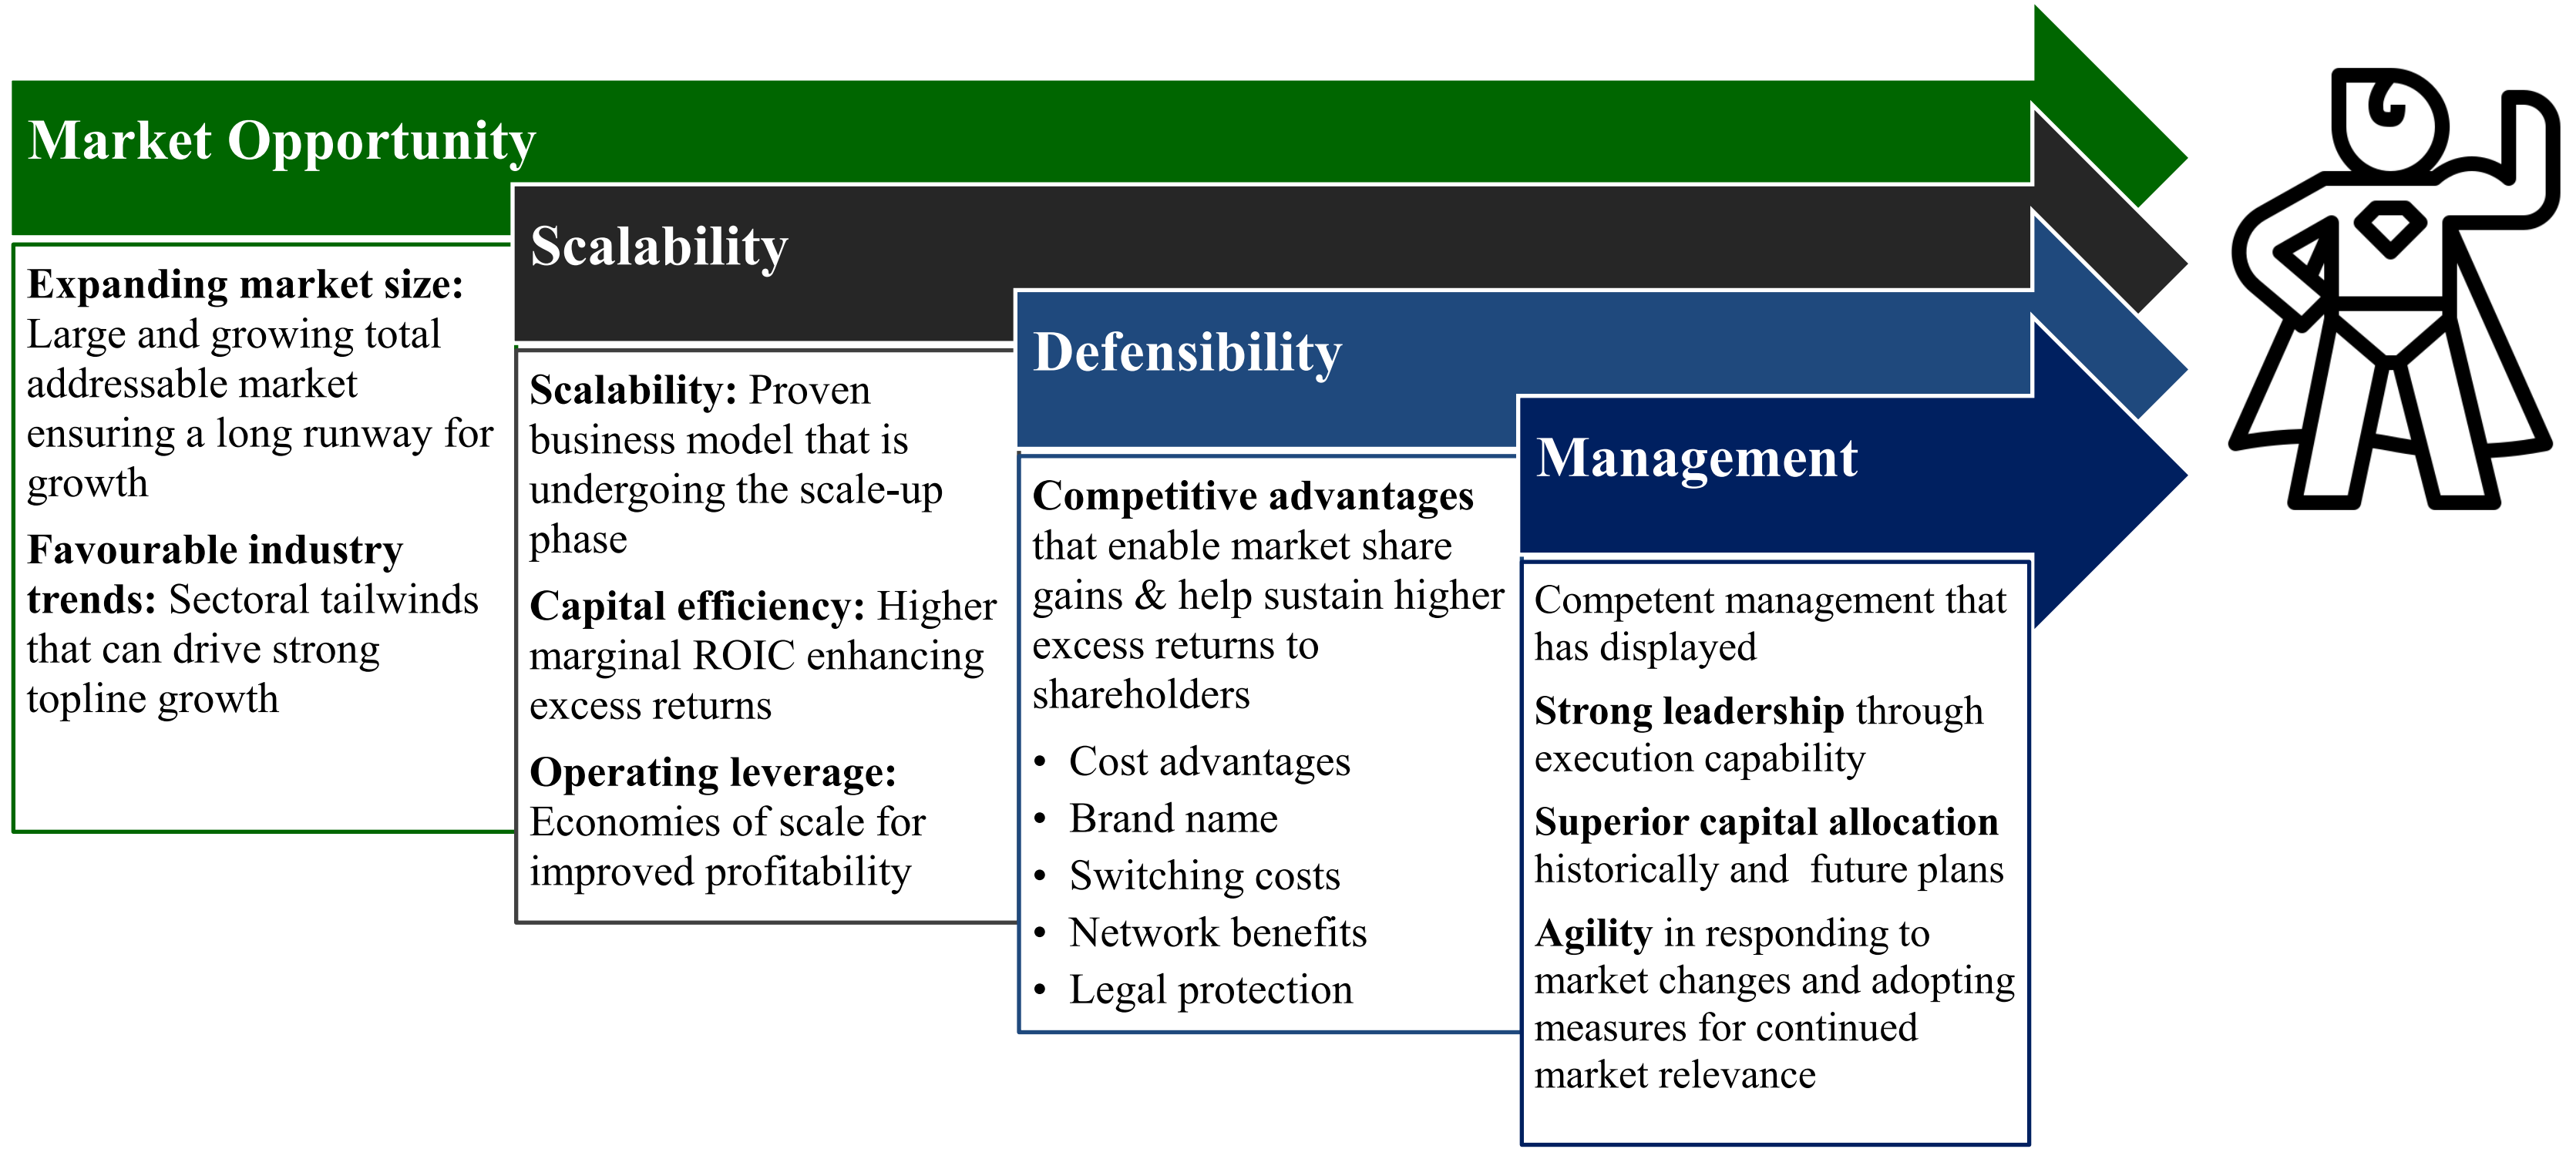 Market Opportunity
Expanding market size:
Large and growing total
addressable market
ensuring a long runway for
growth
Favourable industry
trends: Sectoral tailwinds
that can drive strong
topline growth
Scalability
Scalability: Proven
business model that is
undergoing the scale-up
phase
Capital efficiency: Higher
marginal ROIC enhancing
excess returns
Operating leverage:
Economies of scale for
improved profitability
Defensibility
Competitive advantages
that enable market share
gains & help sustain higher
excess returns to
shareholders
• Cost advantages
• Brand name
• Switching costs
• Network benefits
• Legal protection
Management
Competent management that
has displayed
Strong leadership through
execution capability
Superior capital allocation
historically and  future plans
Agility in responding to
market changes and adopting
measures for continued
market relevance